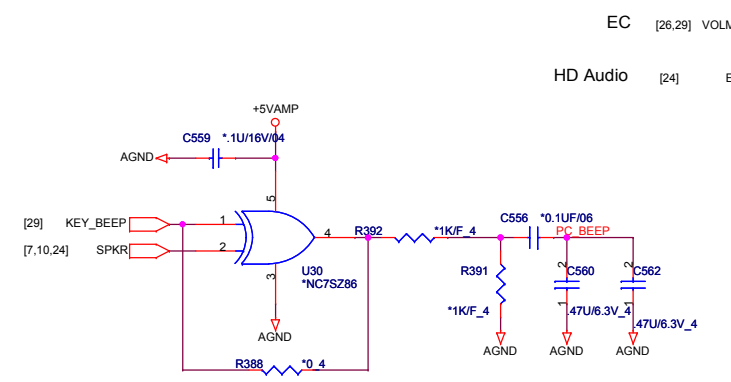 EC [26,29] VOLM
HD Audio [24] E
+5VAMP
C559 *.1U/16V/04
AGND
5
[29] KEY_BEEP 1
[7,10,24] SPKR 2
4
R392 *1K/F_4
C556 *0.1UF/06
PC_BEEP
3
U30
*NC7SZ86
R391
*1K/F_4
2 C560
1
.47U/6.3V_4
2 C562
1
.47U/6.3V_4
AGND
AGND
AGND
AGND
R388 *0_4